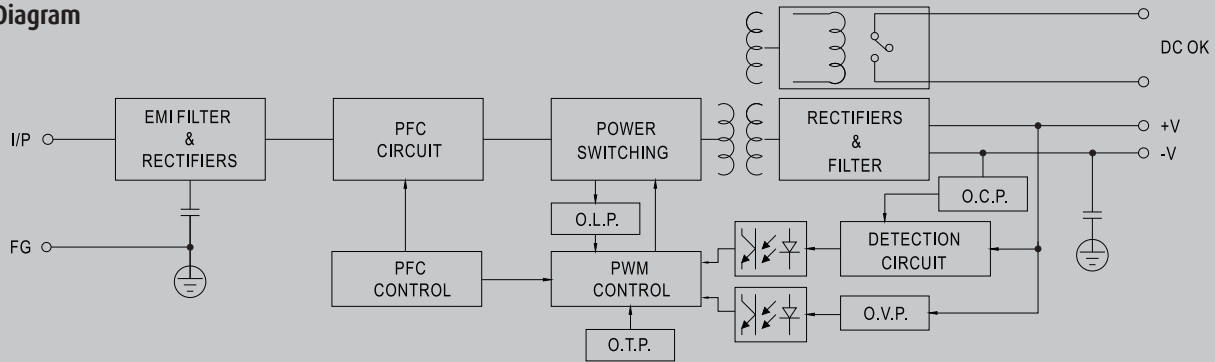 Diagram
DC OK
I/P
EMI FILTER
&
RECTIFIERS
PFC
CIRCUIT
POWER
SWITCHING
RECTIFIERS
&
FILTER
+V
-V
O.C.P.
O.L.P.
FG
PFC
CONTROL
PWM
CONTROL
DETECTION
CIRCUIT
O.V.P.
O.T.P.